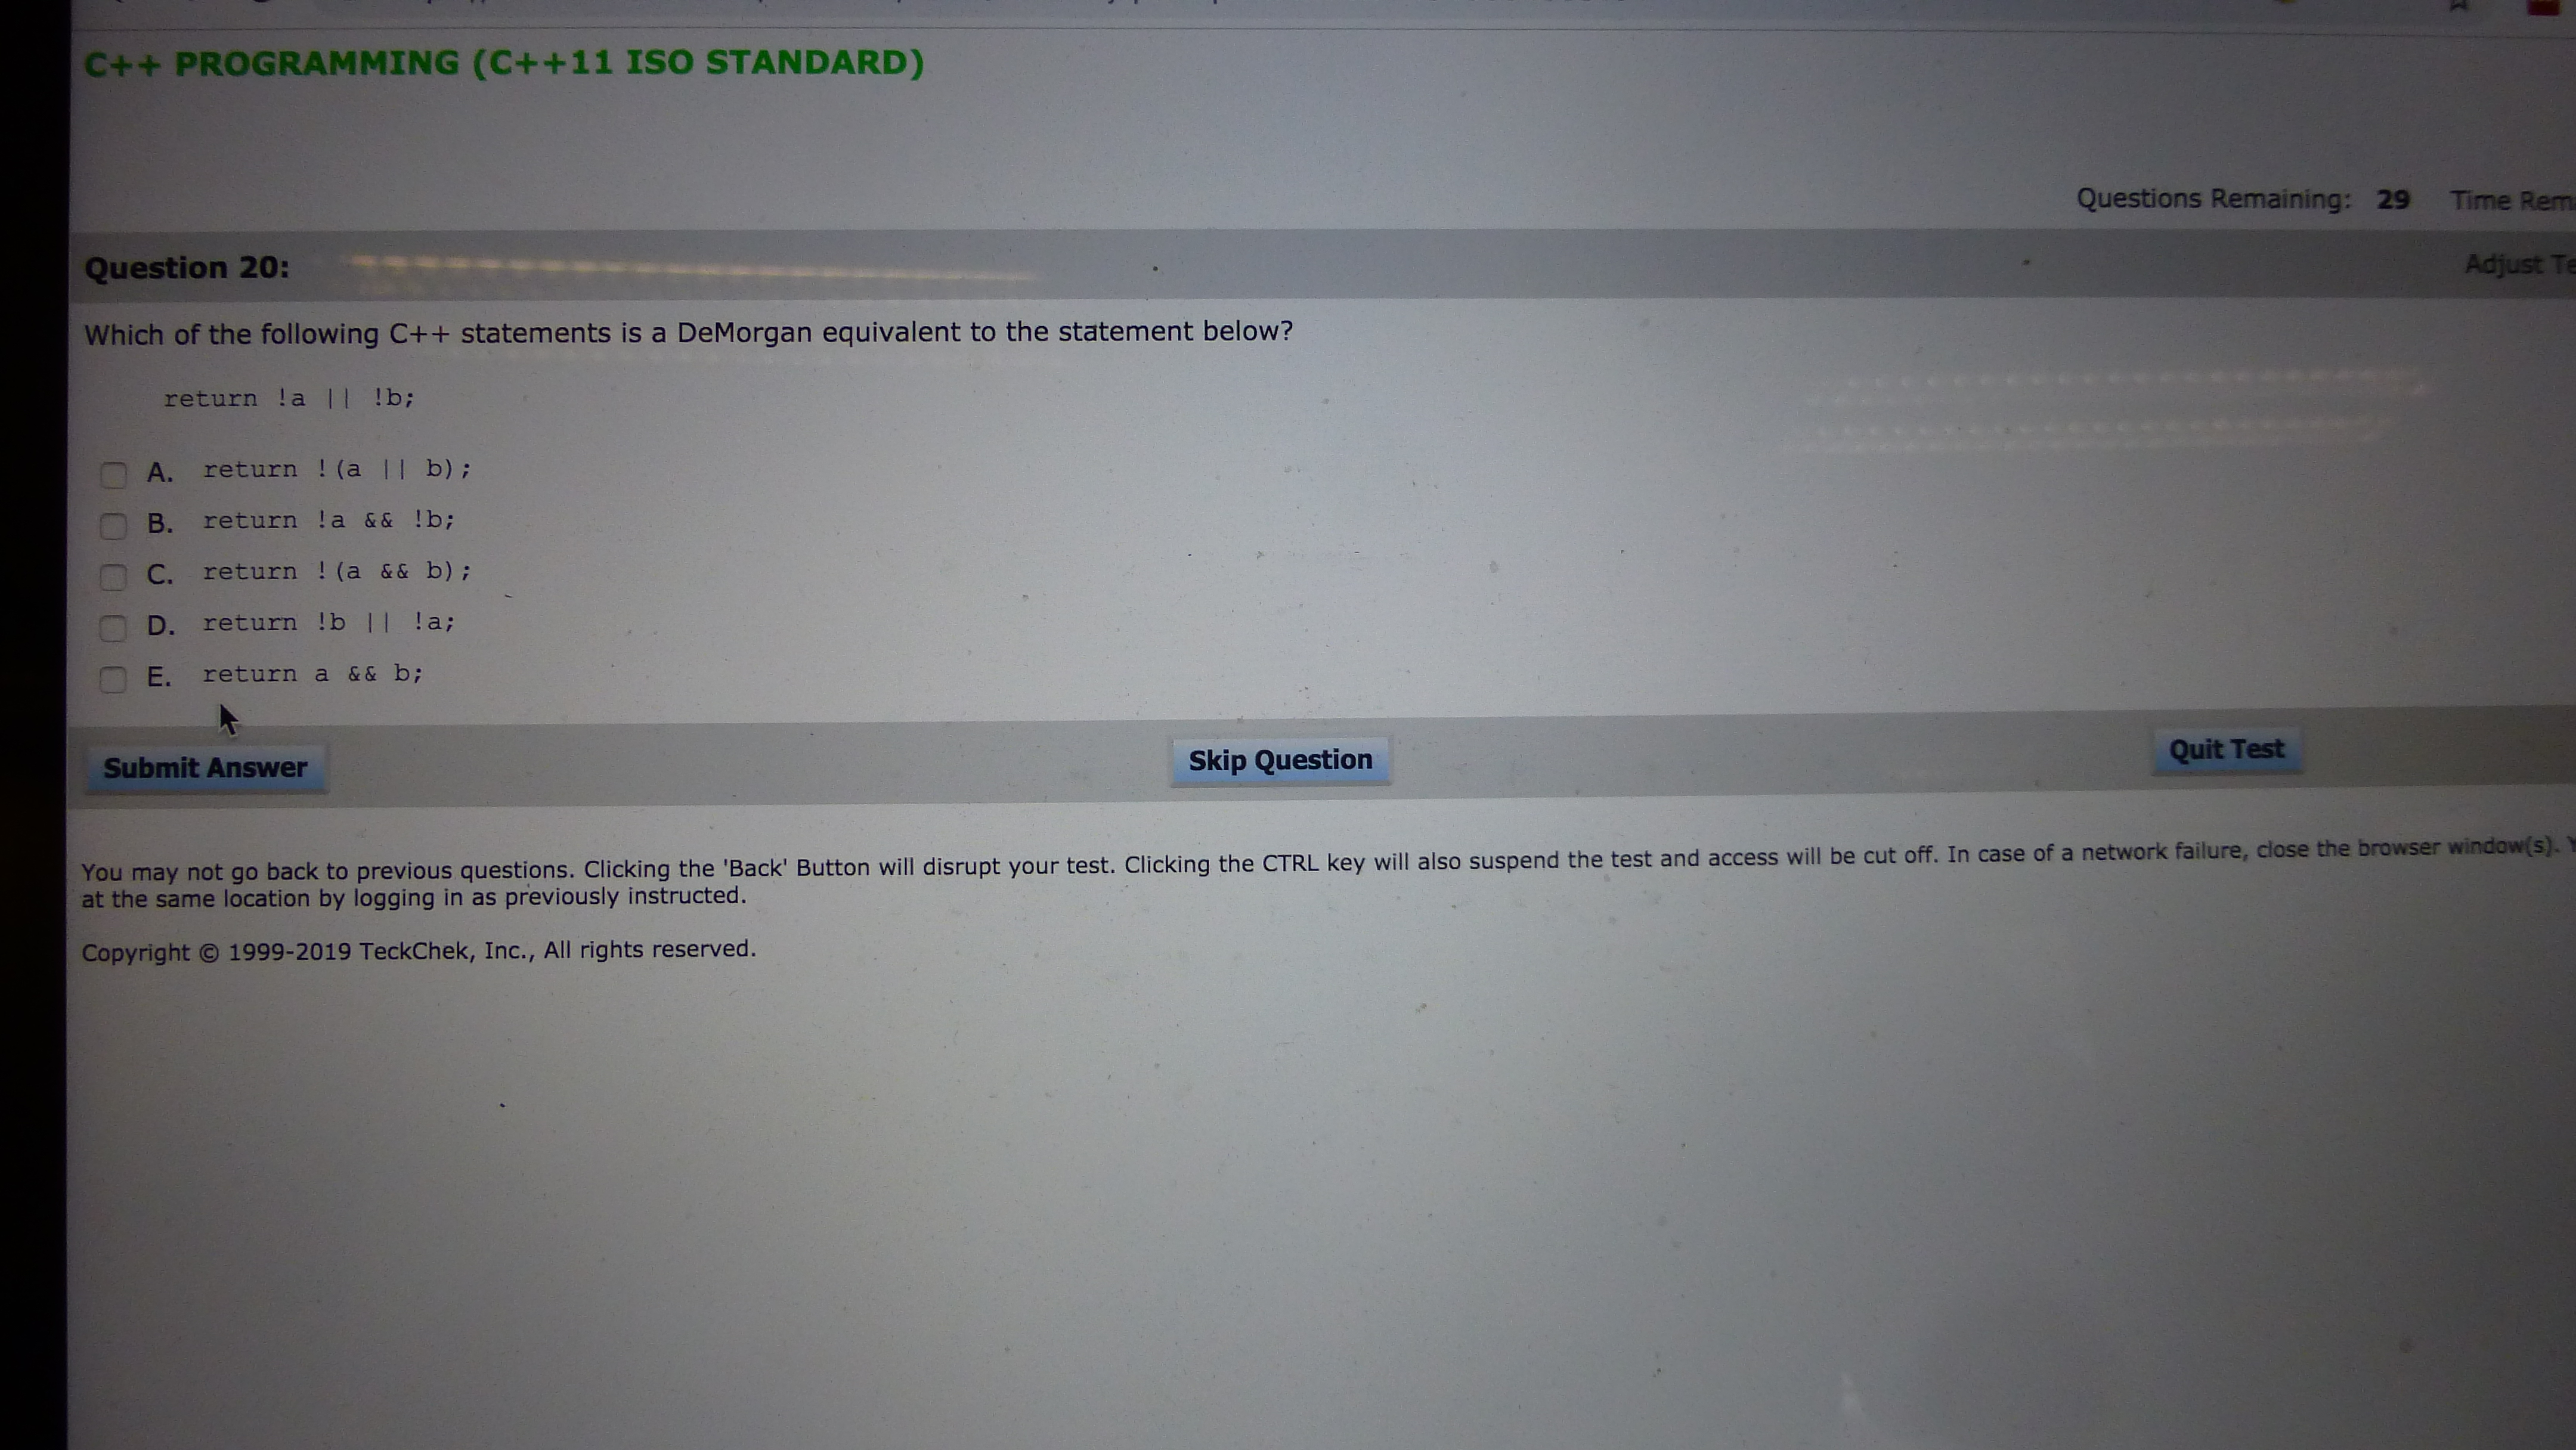 C++ PROGRAMMING (C++11 ISO STANDARD)
Questions Remaining: 29 Time
Question 20:
Adjust
Which of the following C++ statements is a DeMorgan equivalent to the statement below?
return !a || !b;
A. return !(a || b);
B. return !a && !b;
C. return !(a && b);
D. return !b || !a;
E. return a && b;
Submit Answer
Skip Question
Quit Test
You may not go back to previous questions. Clicking the 'Back' Button will disrupt your test. Clicking the CTRL key will also suspend the test and access will be cut off. In case of a network failure, close the browser window(s).
at the same location by logging in as previously instructed.
Copyright © 1999-2019 TeckChek, Inc., All rights reserved.